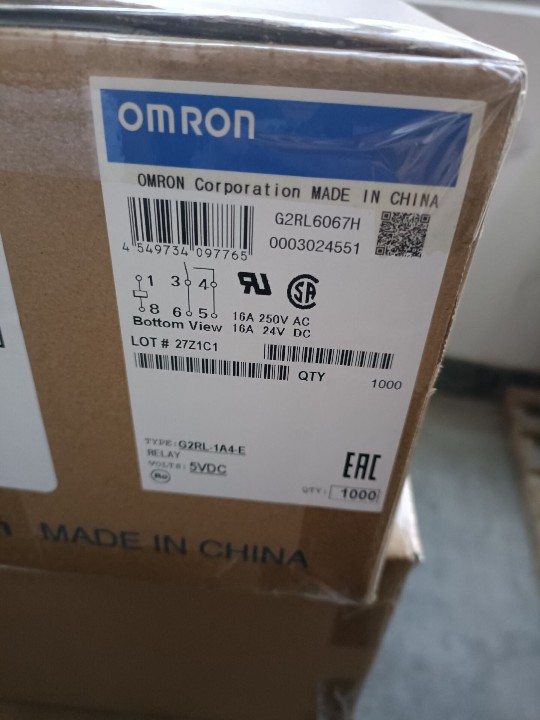 OMRON
OMRON Corporation MADE IN CHINA
G2RL6067H
4 549734 097765
0003024551
1 3 4
8 6 5
16A 250V AC
Bottom View 16A 24V DC
LOT # 27Z1C1
QTY 1000
TYPE: G2RL-1A4-E
RELAY
VOLTS: 5VDC
EAC
QTY: 1000
MADE IN CHINA